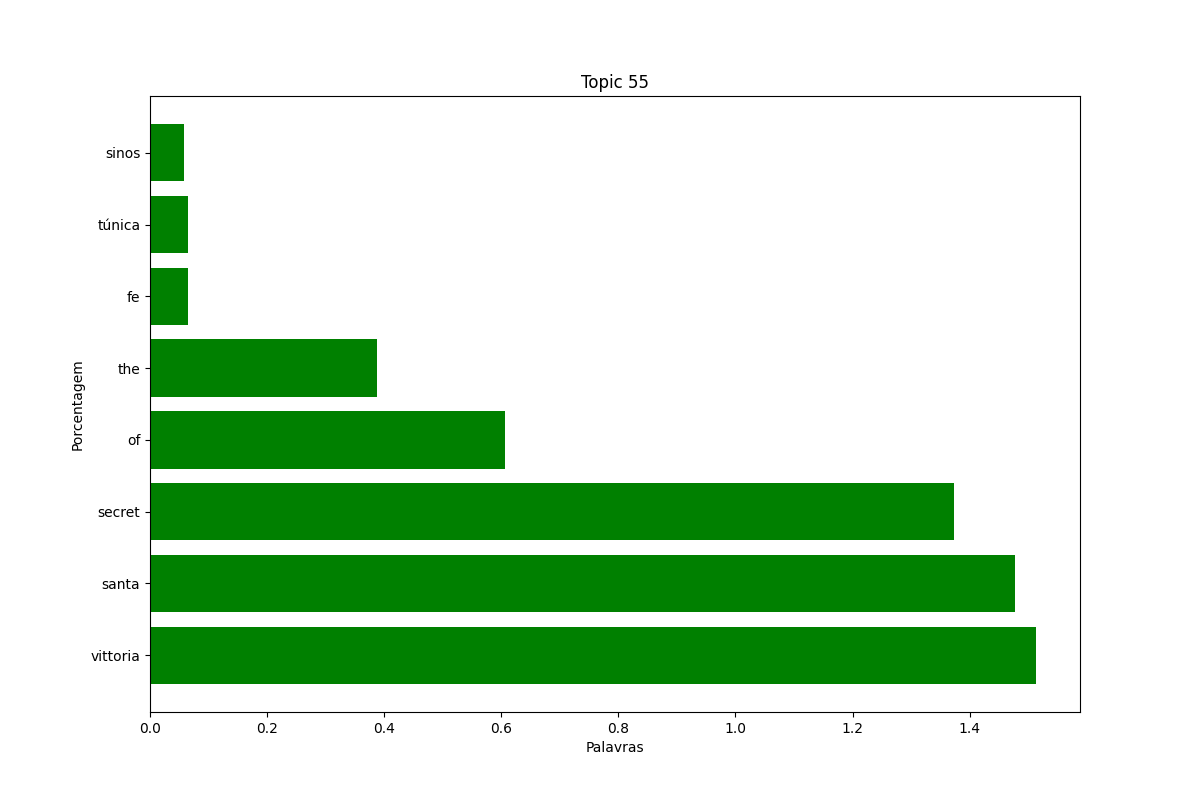 Topic 55
sinos
túnica
fe
the
of
secret
santa
vittoria
Porcentagem
0.0 0.2 0.4 0.6 0.8 1.0 1.2 1.4
Palavras